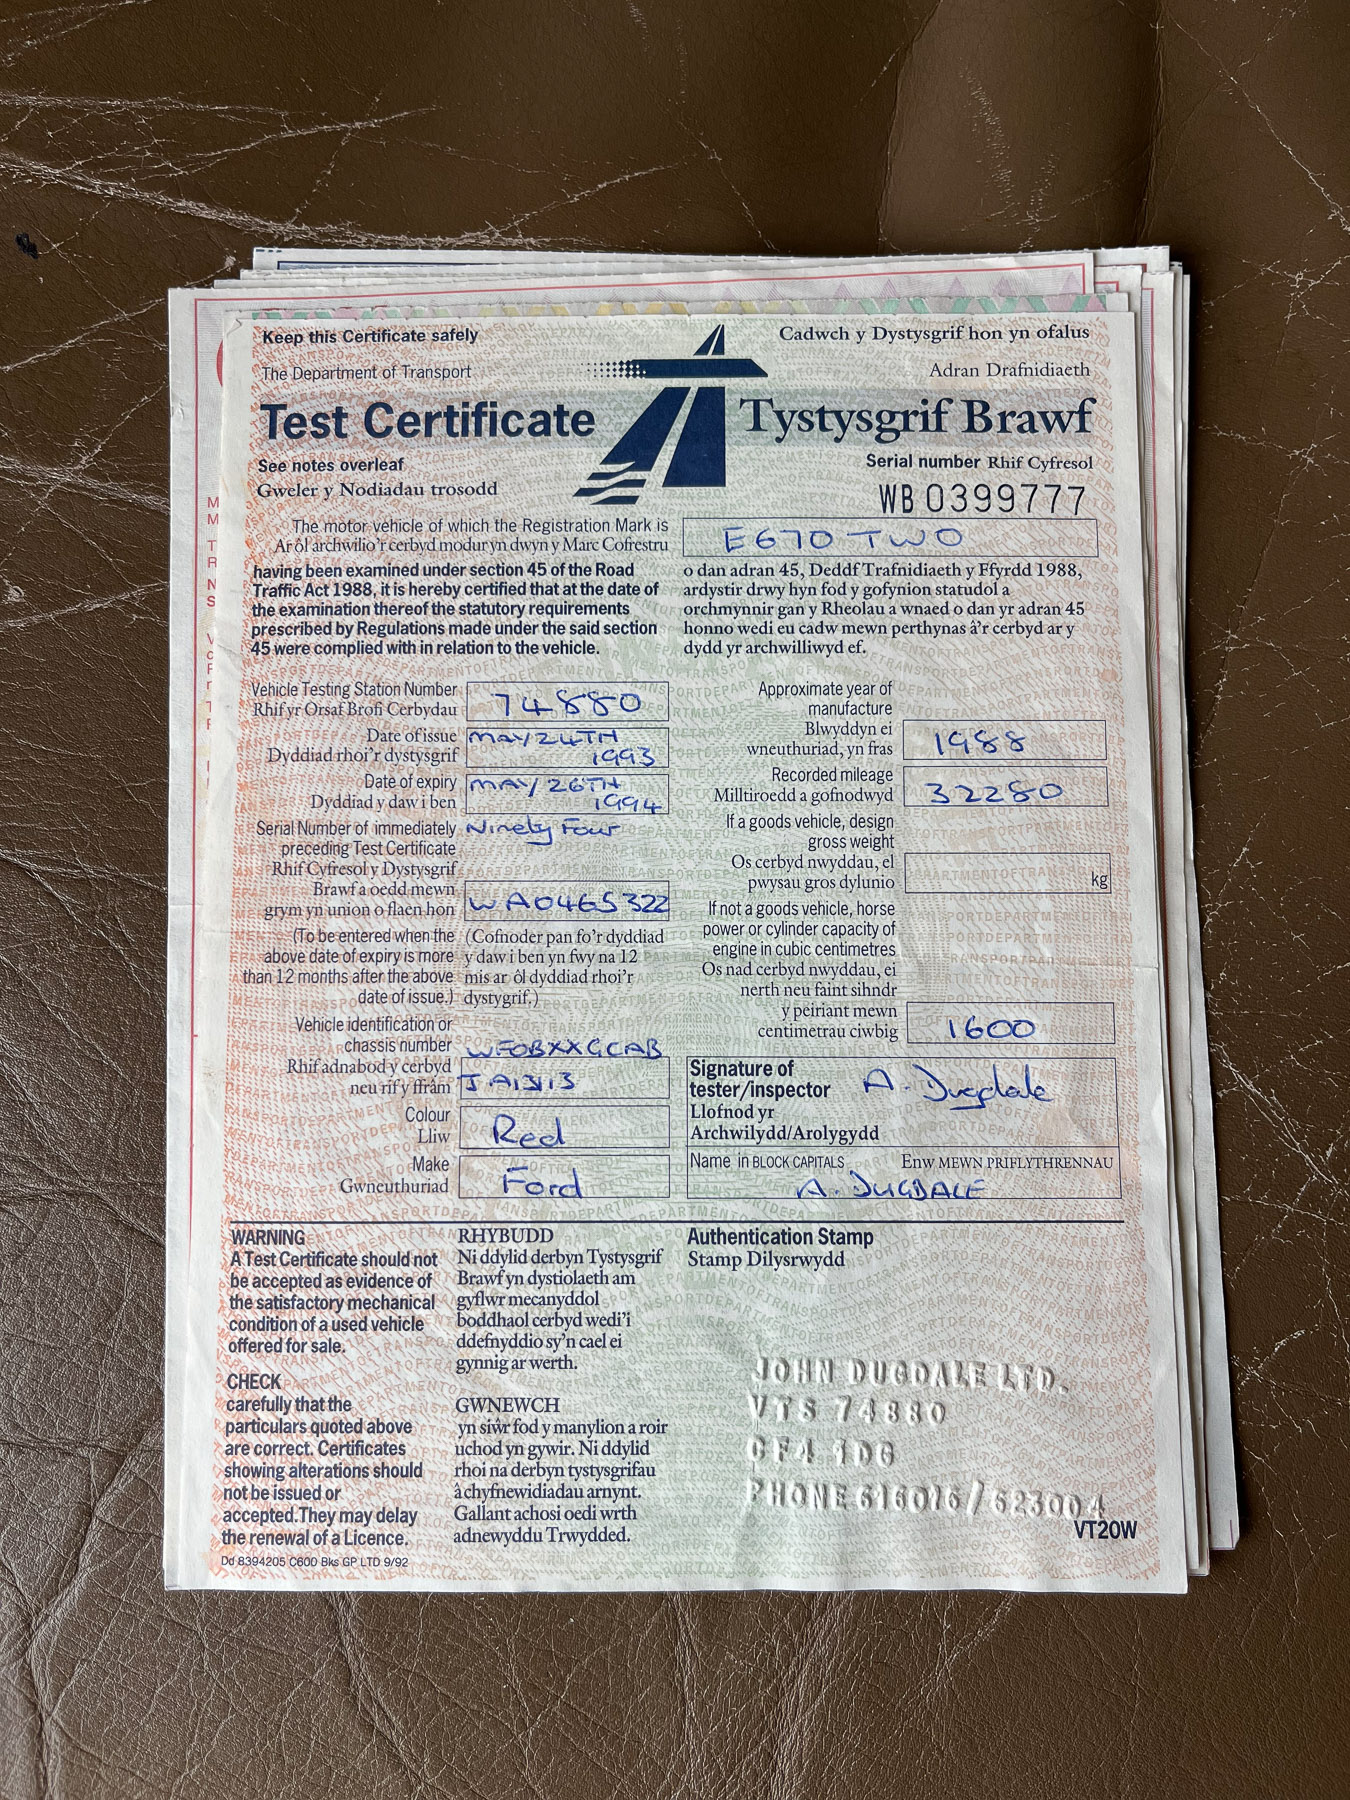 Keep this Certificate safely
Cadwch y Dystysgrif hon yn ofalus
The Department of Transport
Adran Drafnidiaeth
Test Certificate
Tystysgrif Brawf
See notes overleaf
Gweler y Nodiadau trosodd
Serial number Rhif Cyfresol
WB 0399777
The motor vehicle of which the Registration Mark is
Ar ôl archwilio'r cerbyd modur yn dwyn y Marc Cofrestru
E670 TWO
having been examined under section 45 of the Road
Traffic Act 1988, it is hereby certified that at the date of
the examination thereof the statutory requirements
prescribed by Regulations made under the said section
45 were complied with in relation to the vehicle.
o dan adran 45, Deddf Trafnidiaeth y Ffyrdd 1988,
ardystir drwy hyn fod y gofynion statudol a
orchmynnir gan y Rheolau a wnaed o dan yr adran 45
honno wedi eu cadw mewn perthynas â'r cerbyd ar y
dydd yr archwiliwyd ef.
Vehicle Testing Station Number
Rhif yr Orsaf Brofi Cerbydau
74880
Date of issue
Dyddiad rhoi'r dystysgrif
MAY/24TH
1993
Date of expiry
Dyddiad y daw i ben
MAY/26TH
1994
Serial Number of immediately
preceding Test Certificate
Rhif Cyfresol y Dystysgrif
Brawf a oedd mewn
grym yn union o flaen hon
Ninety Four
WA0465322
(To be entered when the
above date of expiry is more
than 12 months after the above
date of issue.)
(Cofnoder pan fo'r dyddiad
y daw i ben yn fwy na 12
mis ar ôl dyddiad rhoi'r
dystygrif.)
Vehicle identification or
chassis number
Rhif adnabod y cerbyd
neu rif y ffrâm
WF0BXXGCAB
JA13113
Colour
Lliw
Red
Make
Gwneuthuriad
Ford
Approximate year of
manufacture
Blwyddyn ei
wneuthuriad, yn fras
1988
Recorded mileage
Milltiroedd a gofnodwyd
32280
If a goods vehicle, design
gross weight
Os cerbyd nwyddau, el
pwysau gros dylunio
kg
If not a goods vehicle, horse
power or cylinder capacity of
engine in cubic centimetres
Os nad cerbyd nwyddau, ei
nerth neu faint sihndr
y peiriant mewn
centimetrau ciwbig
1600
Signature of
tester/inspector
Llofnod yr
Archwilydd/Arolygydd
A. Dugdale
Name in BLOCK CAPITALS
Enw MEWN PRIFLYTHRENNAU
A. DUGDALE
WARNING
A Test Certificate should not
be accepted as evidence of
the satisfactory mechanical
condition of a used vehicle
offered for sale.
CHECK
carefully that the
particulars quoted above
are correct. Certificates
showing alterations should
not be issued or
accepted. They may delay
the renewal of a Licence.
RHYBUDD
Ni ddylid derbyn Tystysgrif
Brawf yn dystiolaeth am
gyflwr mecanyddol
boddhaol cerbyd wedi'i
ddefnyddio sy'n cael ei
gynnig ar werth.
GWNEWCH
yn siŵr fod y manylion a roir
uchod yn gywir. Ni ddylid
rhoi na derbyn tystysgrifau
â chyfnewidiadau arnynt.
Gallant achosi oedi wrth
adnewyddu Trwydded.
Authentication Stamp
Stamp Dilysrwydd
JOHN DUGDALE LTD.
VTS 74880
CF4 1DG
PHONE 616016/623004
VT20W
Dd 8394205 C600 Bks GP LTD 9/92